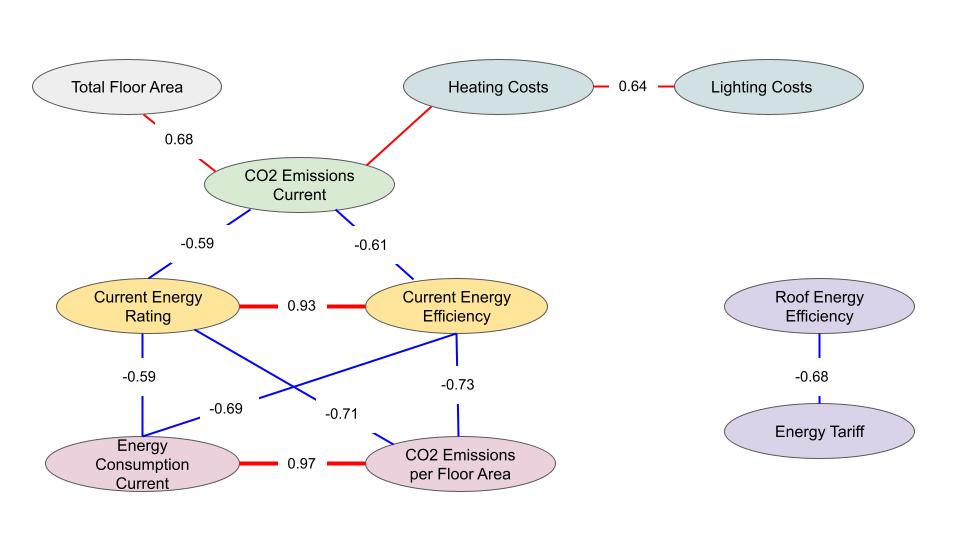 Total Floor Area
Heating Costs
0.64
Lighting Costs
0.68
CO2 Emissions
Current
-0.59
-0.61
Current Energy
Rating
0.93
Current Energy
Efficiency
Roof Energy
Efficiency
-0.59
-0.69
-0.71
-0.73
-0.68
Energy
Consumption
Current
0.97
CO2 Emissions
per Floor Area
Energy Tariff